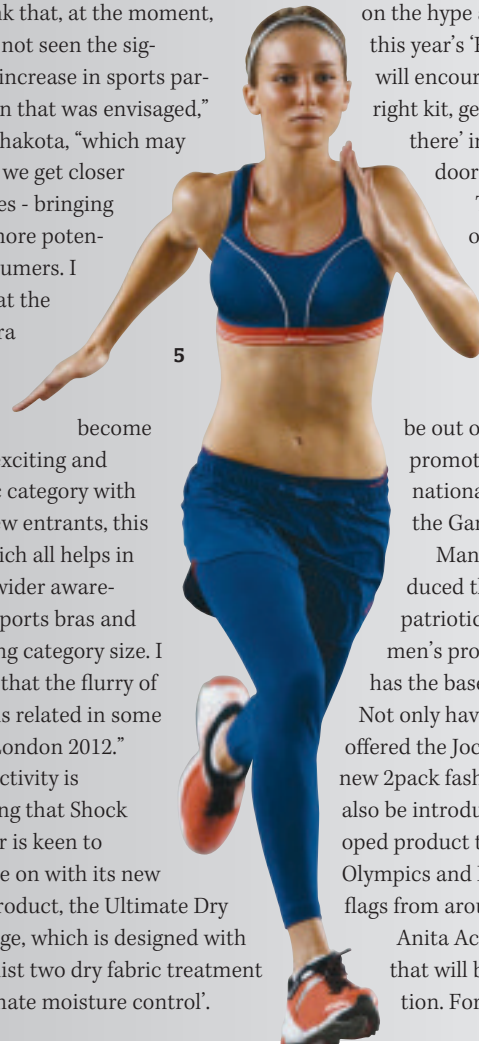 nk that, at the moment,
not seen the sig-
increase in sports par-
n that was envisaged,”
hakota, “which may
we get closer
es - bringing
more poten-
umers. I
at the
ra
5
become
exciting and
c category with
ew entrants, this
ich all helps in
wider aware-
ports bras and
ng category size. I
that the flurry of
is related in some
London 2012.”
ctivity is
ng that Shock
r is keen to
e on with its new
roduct, the Ultimate Dry
ge, which is designed with
ist two dry fabric treatment
mate moisture control’.
on the hype
this year’s
will encour
right kit, ge
there’ in
door
T
o
be out o
promot
nationa
the Gar
Man
duced th
patriotic
men’s pro
has the base
Not only hav
offered the Joc
new 2pack fash
also be introdu
oped product t
Olympics and
flags from arou
Anita Ac
that will b
tion. For